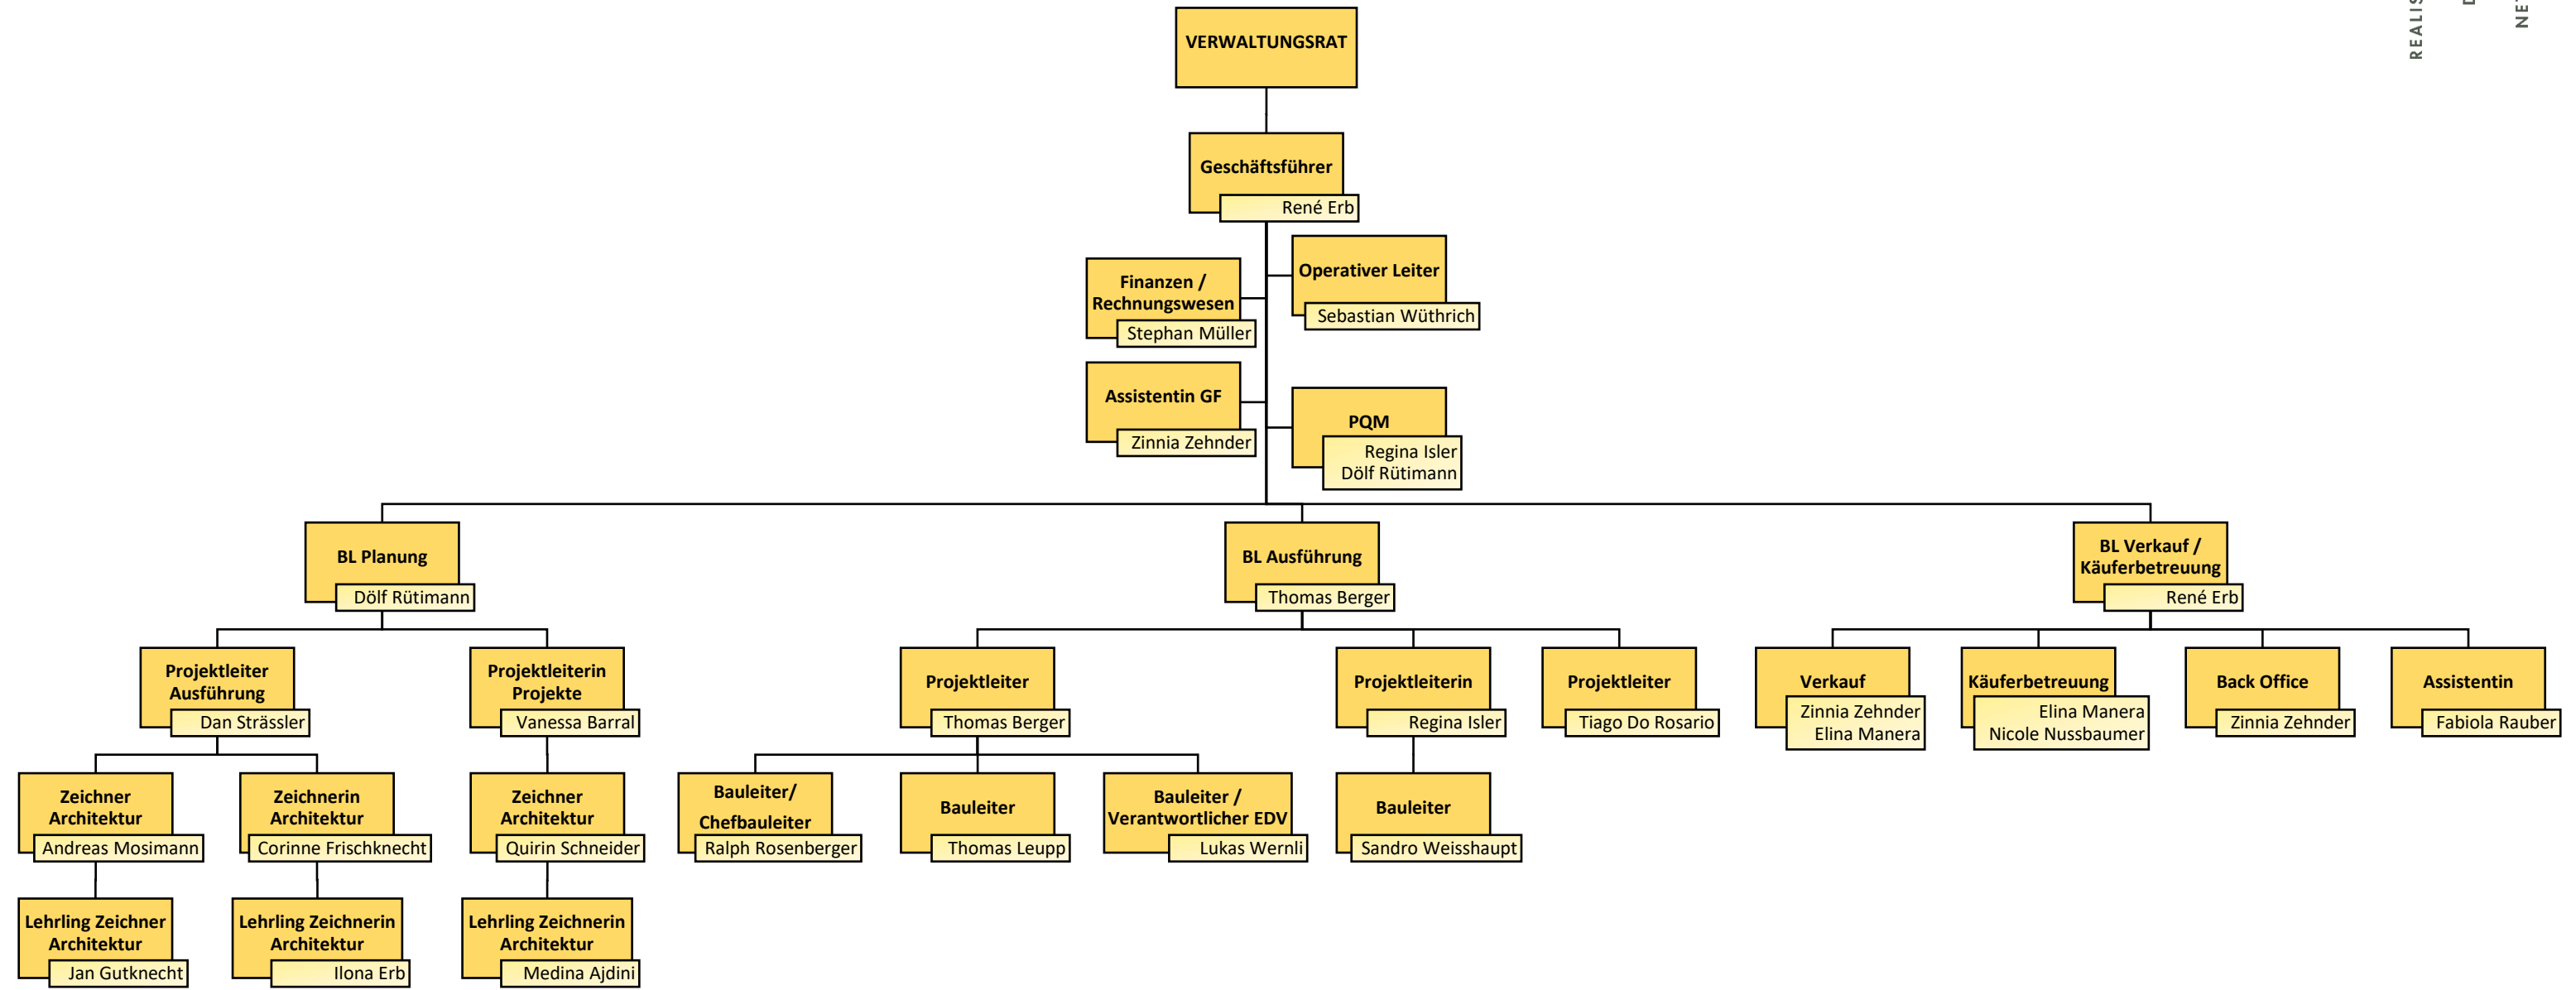 VERWALTUNGSRAT
Geschäftsführer
René Erb
Operativer Leiter
Sebastian Wüthrich
Finanzen /
Rechnungswesen
Stephan Müller
Assistentin GF
Zinnia Zehnder
PQM
Regina Isler
Dölf Rütimann
BL Planung
Dölf Rütimann
BL Ausführung
Thomas Berger
BL Verkauf /
Käuferbetreuung
René Erb
Projektleiter
Ausführung
Dan Strässler
Projektleiterin
Projekte
Vanessa Barral
Projektleiter
Thomas Berger
Projektleiterin
Regina Isler
Projektleiter
Tiago Do Rosario
Verkauf
Zinnia Zehnder
Elina Manera
Käuferbetreuung
Elina Manera
Nicole Nussbaumer
Back Office
Zinnia Zehnder
Assistentin
Fabiola Rauber
Zeichner
Architektur
Andreas Mosimann
Zeichnerin
Architektur
Corinne Frischknecht
Zeichner
Architektur
Quirin Schneider
Bauleiter/
Chefbauleiter
Ralph Rosenberger
Bauleiter
Thomas Leupp
Bauleiter /
Verantwortlicher EDV
Lukas Wernli
Bauleiter
Sandro Weisshaupt
Lehrling Zeichner
Architektur
Jan Gutknecht
Lehrling Zeichnerin
Architektur
Ilona Erb
Lehrling Zeichnerin
Architektur
Medina Ajdini